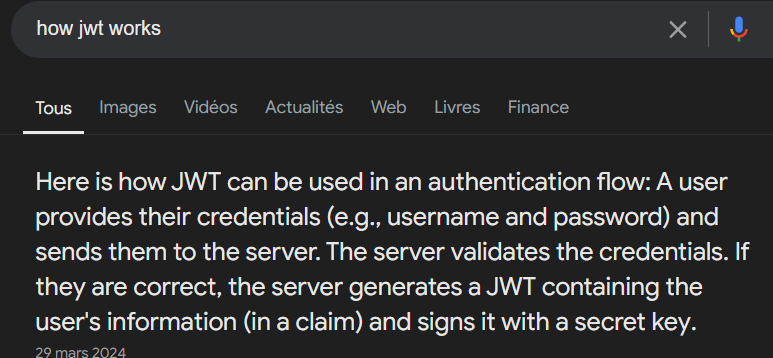 how jwt works
Tous Images Vidéos Actualités Web Livres Finance
Here is how JWT can be used in an authentication flow: A user
provides their credentials (e.g., username and password) and
sends them to the server. The server validates the credentials. If
they are correct, the server generates a JWT containing the
user's information (in a claim) and signs it with a secret key.
29 mars 2024